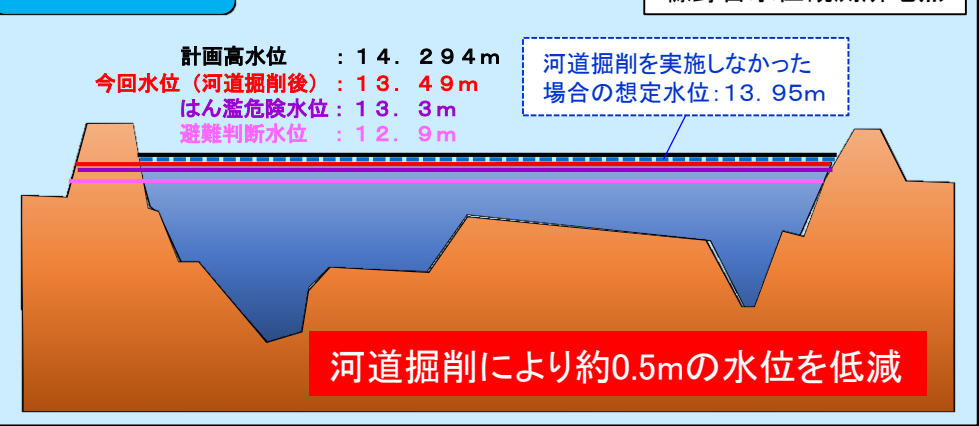 計画高水位　　：１４．２９４ｍ
今回水位（河道掘削後）：１３．４９ｍ
はん濫危険水位：１３．３ｍ
避難判断水位　：１２．９ｍ
河道掘削を実施しなかった
場合の想定水位：１３．９５ｍ
河道掘削により約0.5mの水位を低減